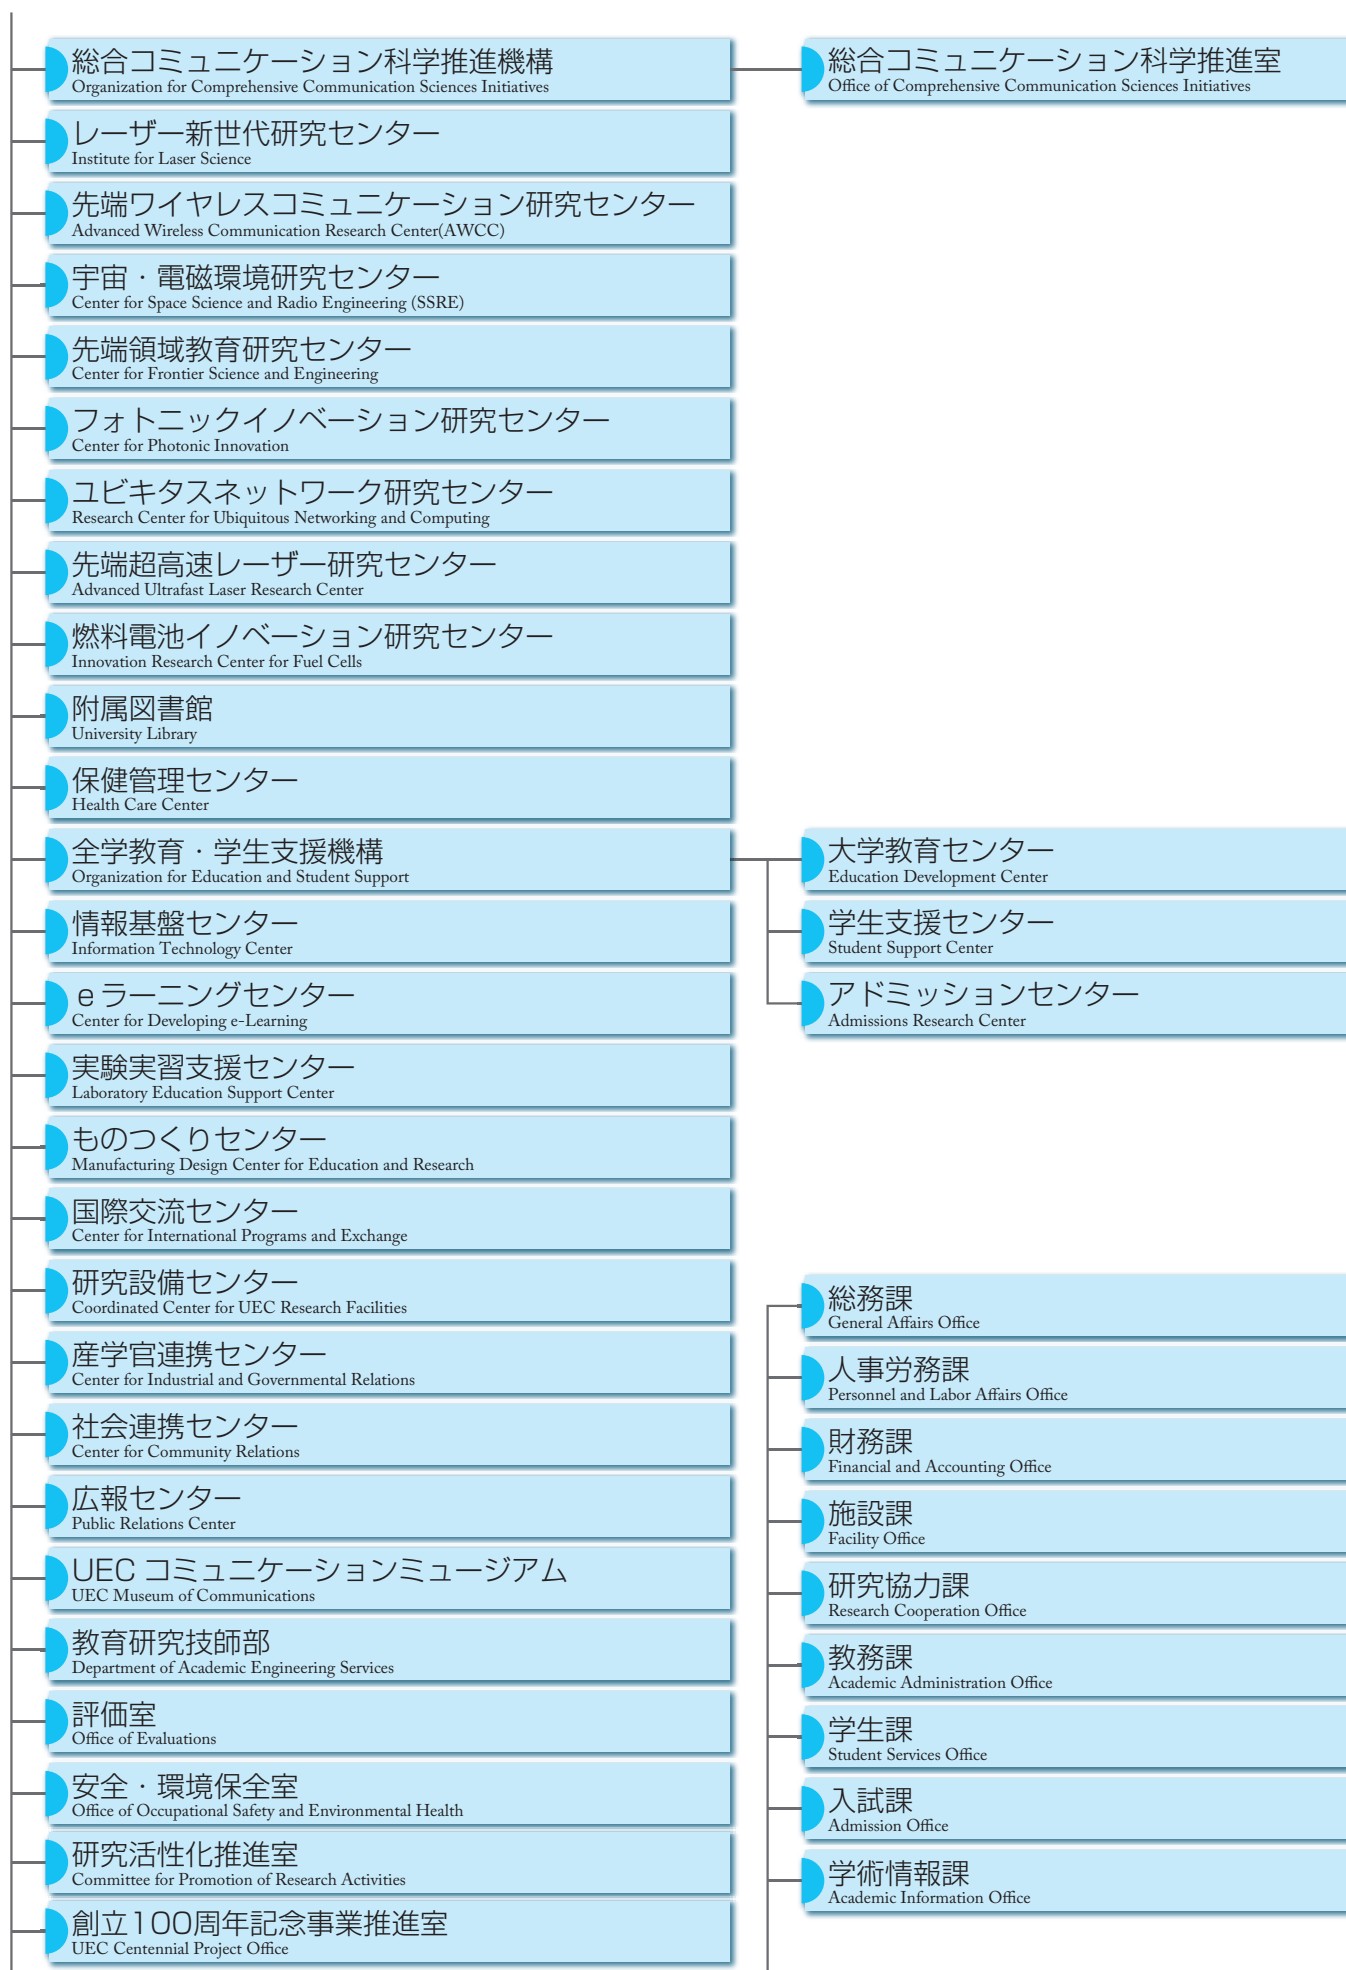 総合コミュニケーション科学推進機構
Organization for Comprehensive Communication Sciences Initiatives
総合コミュニケーション科学推進室
Office of Comprehensive Communication Sciences Initiatives
レーザー新世代研究センター
Institute for Laser Science
先端ワイヤレスコミュニケーション研究センター
Advanced Wireless Communication Research Center(AWCC)
宇宙・電磁環境研究センター
Center for Space Science and Radio Engineering (SSRE)
先端領域教育研究センター
Center for Frontier Science and Engineering
フォトニックイノベーション研究センター
Center for Photonic Innovation
ユビキタスネットワーク研究センター
Research Center for Ubiquitous Networking and Computing
先端超高速レーザー研究センター
Advanced Ultrafast Laser Research Center
燃料電池イノベーション研究センター
Innovation Research Center for Fuel Cells
附属図書館
University Library
保健管理センター
Health Care Center
全学教育・学生支援機構
Organization for Education and Student Support
大学教育センター
Education Development Center
学生支援センター
Student Support Center
アドミッションセンター
Admissions Research Center
情報基盤センター
Information Technology Center
eラーニングセンター
Center for Developing e-Learning
実験実習支援センター
Laboratory Education Support Center
ものつくりセンター
Manufacturing Design Center for Education and Research
国際交流センター
Center for International Programs and Exchange
研究設備センター
Coordinated Center for UEC Research Facilities
産学官連携センター
Center for Industrial and Governmental Relations
社会連携センター
Center for Community Relations
広報センター
Public Relations Center
UEC コミュニケーションミュージアム
UEC Museum of Communications
教育研究技師部
Department of Academic Engineering Services
評価室
Office of Evaluations
安全・環境保全室
Office of Occupational Safety and Environmental Health
研究活性化推進室
Committee for Promotion of Research Activities
創立100周年記念事業推進室
UEC Centennial Project Office
総務課
General Affairs Office
人事労務課
Personnel and Labor Affairs Office
財務課
Financial and Accounting Office
施設課
Facility Office
研究協力課
Research Cooperation Office
教務課
Academic Administration Office
学生課
Student Services Office
入試課
Admission Office
学術情報課
Academic Information Office